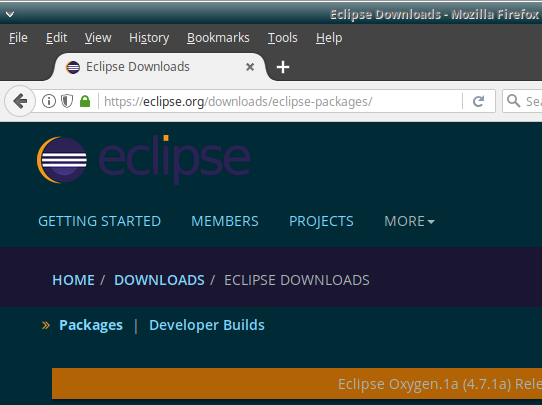 Eclipse Downloads - Mozilla Firefox
File Edit View History Bookmarks Tools Help
Eclipse Downloads
https://eclipse.org/downloads/eclipse-packages/
eclipse
GETTING STARTED MEMBERS PROJECTS MORE
HOME / DOWNLOADS / ECLIPSE DOWNLOADS
» Packages | Developer Builds
Eclipse Oxygen.1a (4.7.1a)